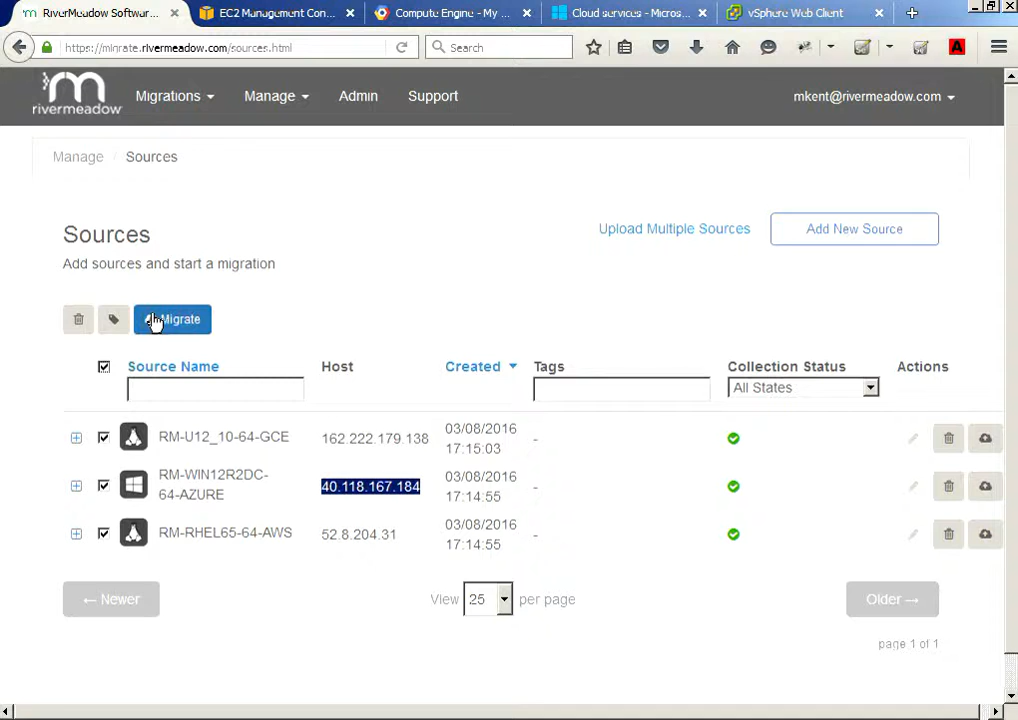 RiverMeadow Softwar...
EC2 Management Con...
Compute Engine - My ...
Cloud services - Micros...
vSphere Web Client
https://migrate.rivermeadow.com/sources.html
Search
A
m
rivermeadow
Migrations
Manage
Admin
Support
mkent@rivermeadow.com
Manage / Sources
Sources
Upload Multiple Sources
Add New Source
Add sources and start a migration
Migrate
Source Name
Host
Created
Tags
Collection Status
Actions
All States
RM-U12_10-64-GCE
162.222.179.138
03/08/2016
17:15:03
-
RM-WIN12R2DC-
64-AZURE
40.118.167.184
03/08/2016
17:14:55
-
RM-RHEL65-64-AWS
52.8.204.31
03/08/2016
17:14:55
-
← Newer
View 25 per page
Older →
page 1 of 1